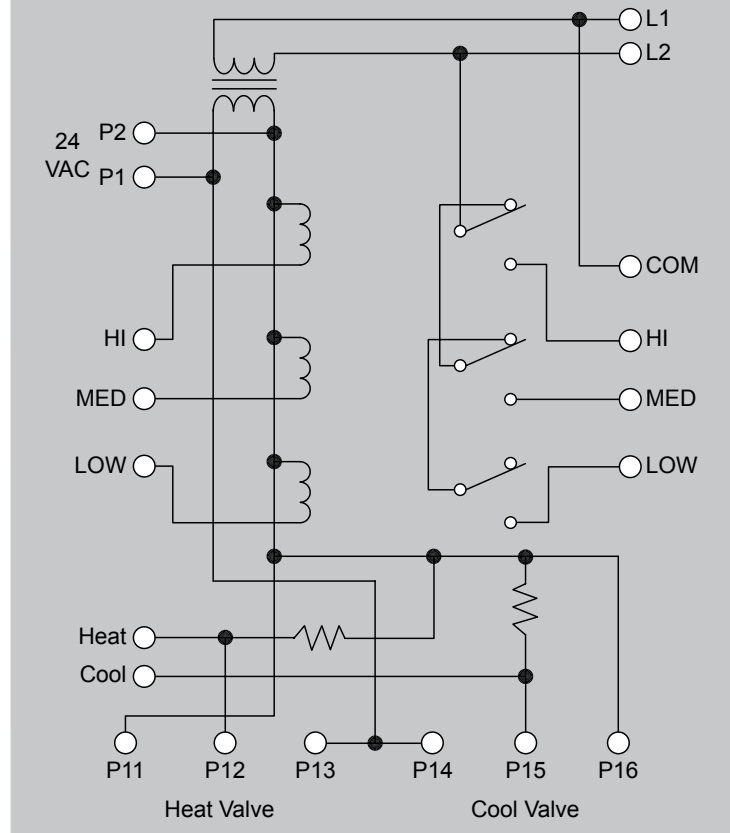 L1
L2
24
VAC
P2
P1
COM
HI
HI
MED
MED
LOW
LOW
Heat
Cool
P11 P12 P13 P14 P15 P16
Heat Valve Cool Valve